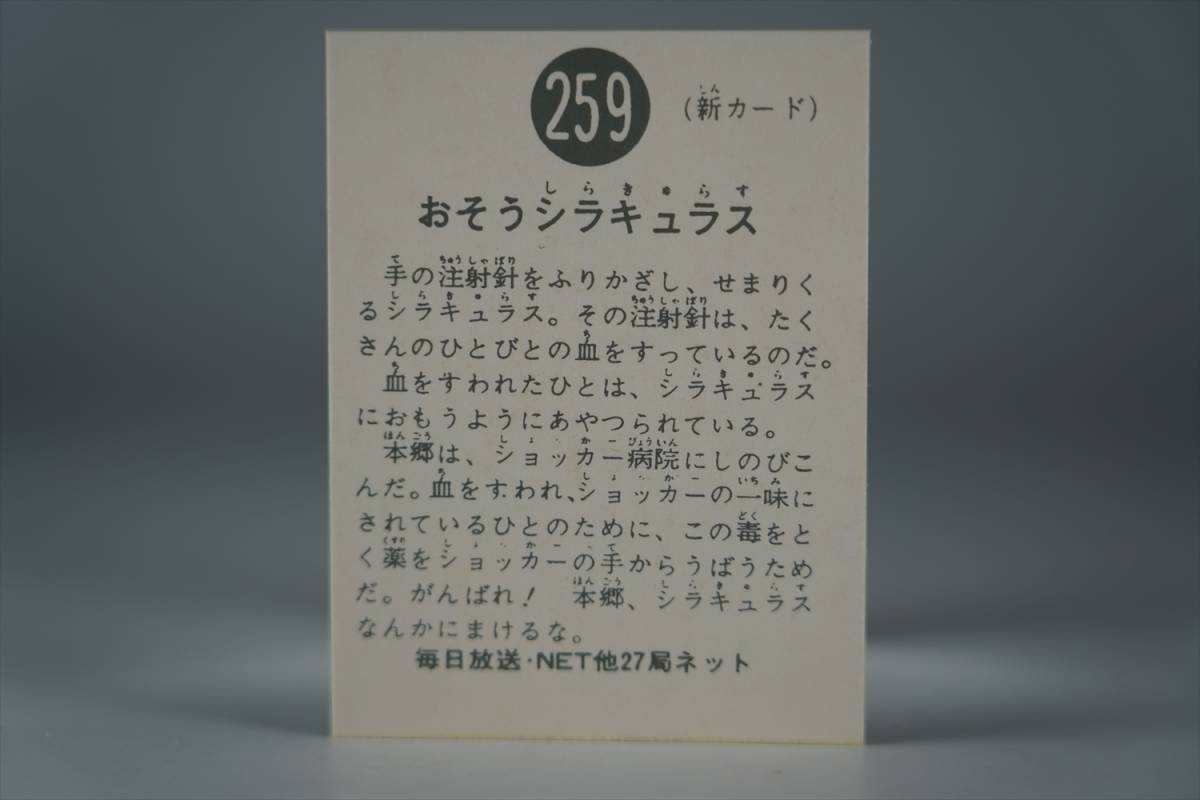 259
(新カード)
おそうシラキュラス
手の注射針をふりかざし、せまりく
るシラキュラス。その注射針は、たく
さんのひとびとの血をすっているのだ。
血をすわれたひとは、シラキュラス
におもうようにあやつられている。
本郷は、ショッカー病院にしのびこ
んだ。血をすわれ、ショッカーの一味に
されているひとのために、この毒をと
く薬をショッカーの手からうばうため
だ。がんばれ! 本郷、シラキュラス
なんかにまけるな。
毎日放送・NET他27局ネット